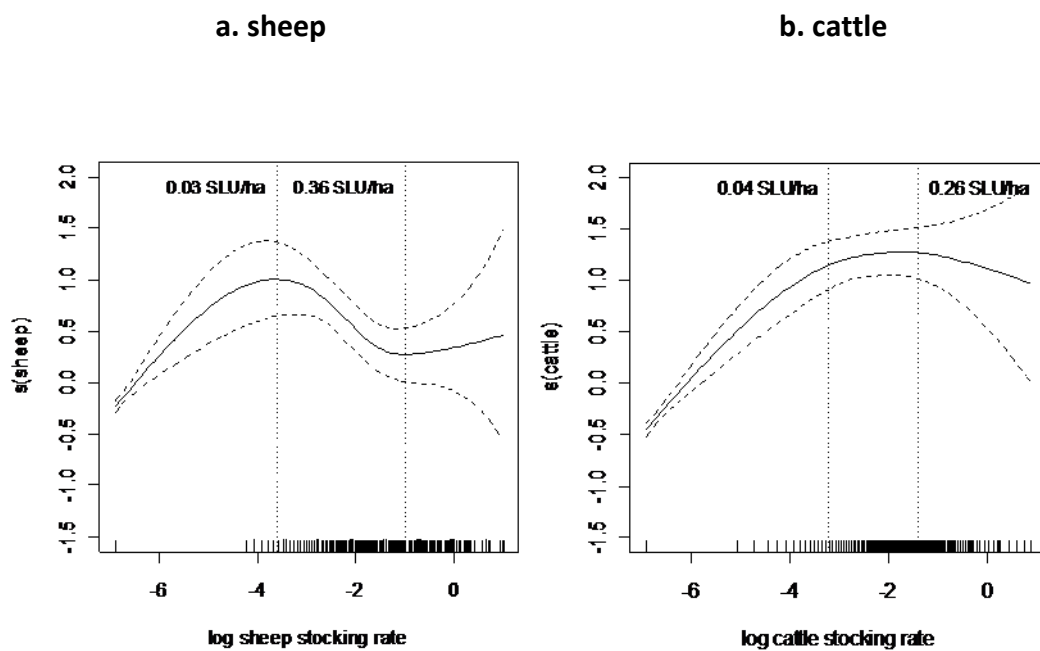 a. sheep
b. cattle
0.03 SLU/ha
0.36 SLU/ha
2.0
1.5
1.0
0.5
0.0
-0.5
-1.0
-1.5
s(sheep)
-6
-4
-2
0
log sheep stocking rate
0.04 SLU/ha
0.26 SLU/ha
2.0
1.5
1.0
0.5
0.0
-0.5
-1.0
-1.5
s(cattle)
-6
-4
-2
0
log cattle stocking rate